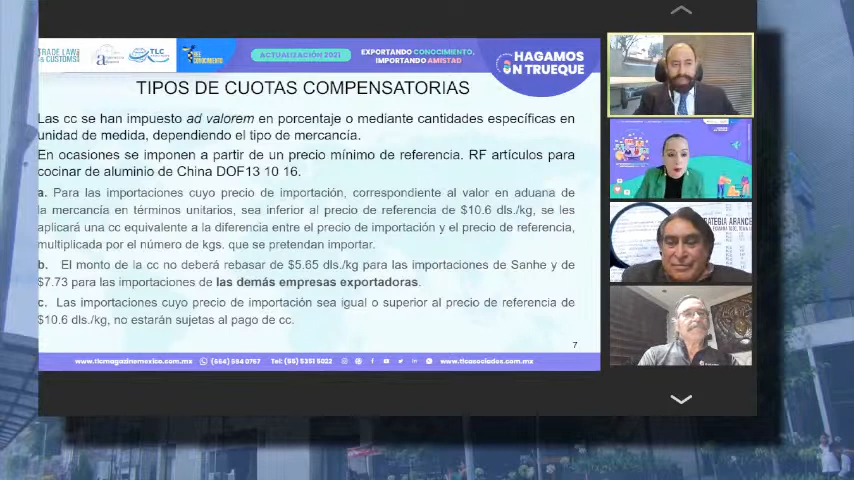 TRADE LAW
& CUSTOMS
TLC
ACTUALIZACIÓN 2021
EXPORTANDO CONOCIMIENTO,
IMPORTANDO AMISTAD
HAGAMOS
UN TRUEQUE
TIPOS DE CUOTAS COMPENSATORIAS
Las cc se han impuesto ad valorem en porcentaje o mediante cantidades específicas en
unidad de medida, dependiendo el tipo de mercancía.
En ocasiones se imponen a partir de un precio mínimo de referencia. RF artículos para
cocinar de aluminio de China DOF13 10 16.
a. Para las importaciones cuyo precio de importación, correspondiente al valor en aduana de
la mercancía en términos unitarios, sea inferior al precio de referencia de $10.6 dls./kg, se les
aplicará una cc equivalente a la diferencia entre el precio de importación y el precio de referencia,
multiplicada por el número de kgs. que se pretendan importar.
b. El monto de la cc no deberá rebasar de $5.65 dls./kg para las importaciones de Sanhe y de
$7.73 para las importaciones de las demás empresas exportadoras.
c. Las importaciones cuyo precio de importación sea igual o superior al precio de referencia de
$10.6 dls./kg, no estarán sujetas al pago de cc.
7
www.tlcmagazinemexico.com.mx (664) 564 0767 Tel: (55) 5351 5022 www.tlcasociados.com.mx